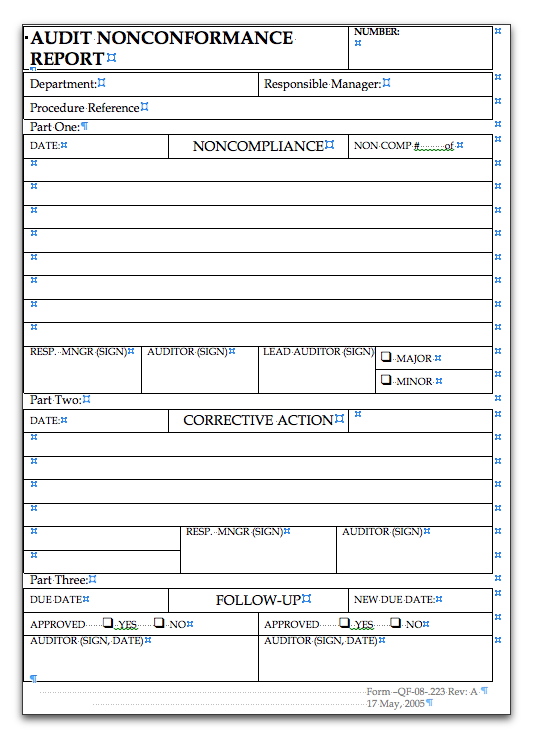 AUDIT NONCONFORMANCE
REPORT
NUMBER:
Department: Responsible Manager:
Procedure Reference
Part One:
DATE: NONCOMPLIANCE NON COMP # of
RESP. MNGR (SIGN) AUDITOR (SIGN) LEAD AUDITOR (SIGN)
MAJOR
MINOR
Part Two:
DATE: CORRECTIVE ACTION
RESP. MNGR (SIGN) AUDITOR (SIGN)
Part Three:
DUE DATE FOLLOW-UP NEW DUE DATE:
APPROVED YES NO APPROVED YES NO
AUDITOR (SIGN, DATE) AUDITOR (SIGN, DATE)
Form –QF-08-.223 Rev: A
17 May, 2005